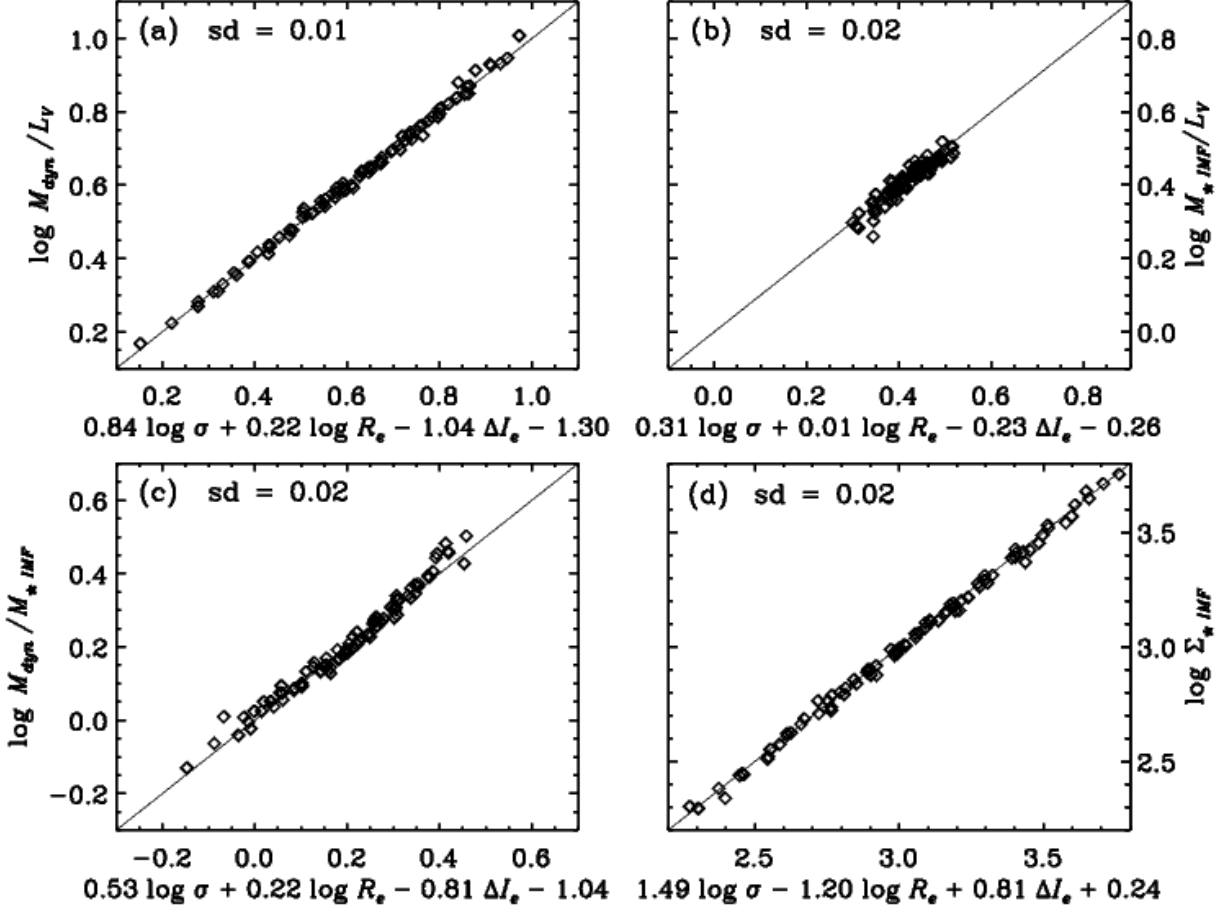 (a) sd = 0.01
log M_dyn/L_V
1.0
0.8
0.6
0.4
0.2
0.2 0.4 0.6 0.8 1.0
0.84 log σ + 0.22 log R_e − 1.04 ΔI_e − 1.30
(b) sd = 0.02
log M_⋆IMF/L_V
0.8
0.6
0.4
0.2
0.0
0.0 0.2 0.4 0.6 0.8
0.31 log σ + 0.01 log R_e − 0.23 ΔI_e − 0.26
(c) sd = 0.02
log M_dyn/M_⋆IMF
0.6
0.4
0.2
0.0
−0.2
−0.2 0.0 0.2 0.4 0.6
0.53 log σ + 0.22 log R_e − 0.81 ΔI_e − 1.04
(d) sd = 0.02
log Σ_⋆IMF
3.5
3.0
2.5
2.5 3.0 3.5
1.49 log σ − 1.20 log R_e + 0.81 ΔI_e + 0.24